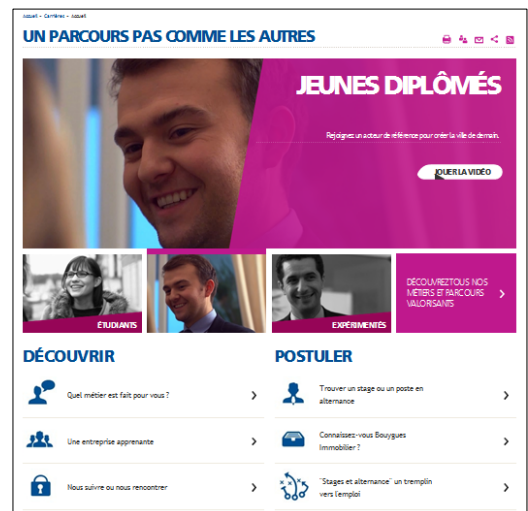 Accueil > Carrières > Accueil
UN PARCOURS PAS COMME LES AUTRES
JEUNES DIPLÔMÉS
Rejoignez un acteur de référence pour créer la ville de demain.
JOUER LA VIDÉO
ÉTUDIANTS
EXPÉRIMENTÉS
DÉCOUVREZ TOUS NOS
MÉTIERS ET PARCOURS
VALORISANTS
DÉCOUVRIR
Quel métier est fait pour vous ?
Une entreprise apprenante
Nous suivre ou nous rencontrer
POSTULER
Trouver un stage ou un poste en
alternance
Connaissez-vous Bouygues
Immobilier ?
"Stages et alternance" un tremplin
vers l'emploi